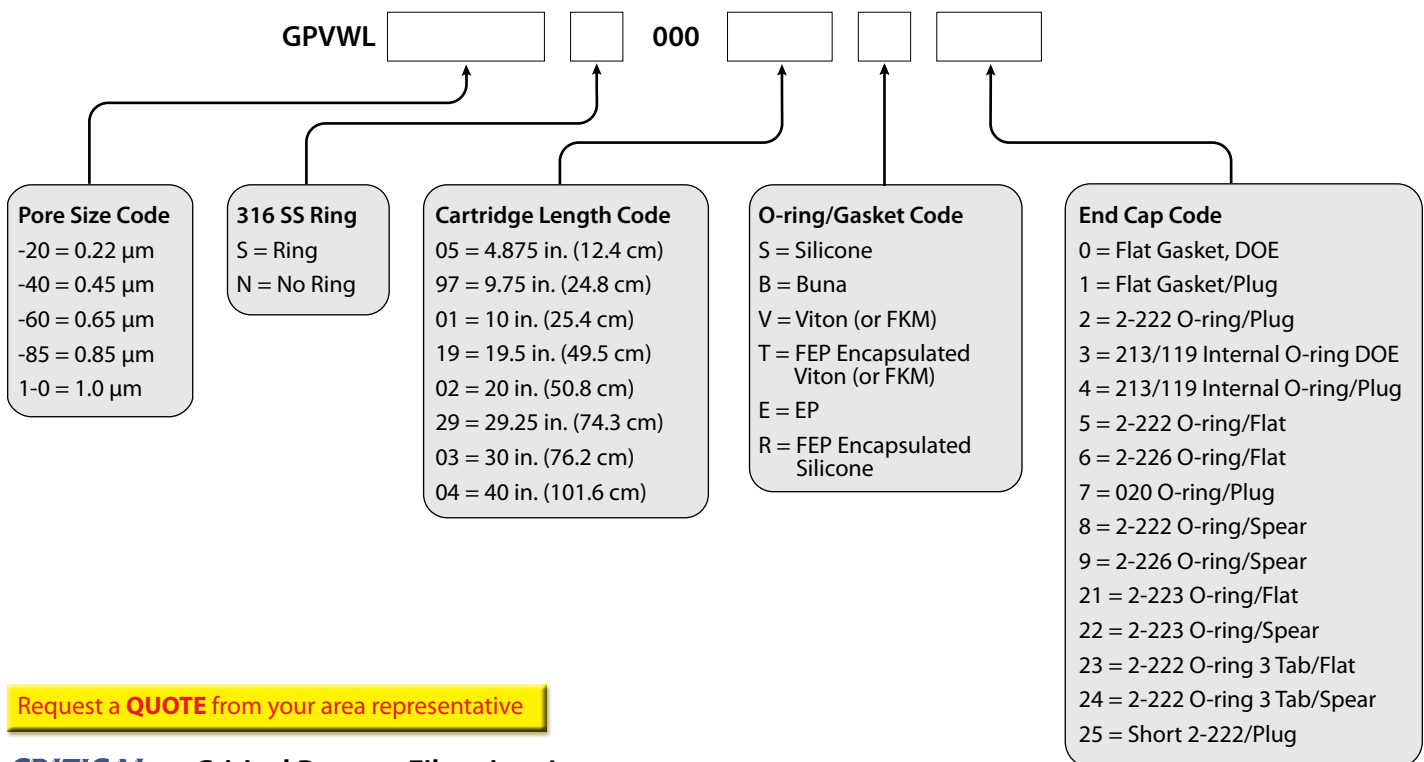 GPVWL 000
Pore Size Code
-20 = 0.22 µm
-40 = 0.45 µm
-60 = 0.65 µm
-85 = 0.85 µm
1-0 = 1.0 µm
316 SS Ring
S = Ring
N = No Ring
Cartridge Length Code
05 = 4.875 in. (12.4 cm)
97 = 9.75 in. (24.8 cm)
01 = 10 in. (25.4 cm)
19 = 19.5 in. (49.5 cm)
02 = 20 in. (50.8 cm)
29 = 29.25 in. (74.3 cm)
03 = 30 in. (76.2 cm)
04 = 40 in. (101.6 cm)
O-ring/Gasket Code
S = Silicone
B = Buna
V = Viton (or FKM)
T = FEP Encapsulated
Viton (or FKM)
E = EP
R = FEP Encapsulated
Silicone
End Cap Code
0 = Flat Gasket, DOE
1 = Flat Gasket/Plug
2 = 2-222 O-ring/Plug
3 = 213/119 Internal O-ring DOE
4 = 213/119 Internal O-ring/Plug
5 = 2-222 O-ring/Flat
6 = 2-226 O-ring/Flat
7 = 020 O-ring/Plug
8 = 2-222 O-ring/Spear
9 = 2-226 O-ring/Spear
21 = 2-223 O-ring/Flat
22 = 2-223 O-ring/Spear
23 = 2-222 O-ring 3 Tab/Flat
24 = 2-222 O-ring 3 Tab/Spear
25 = Short 2-222/Plug
Request a QUOTE from your area representative